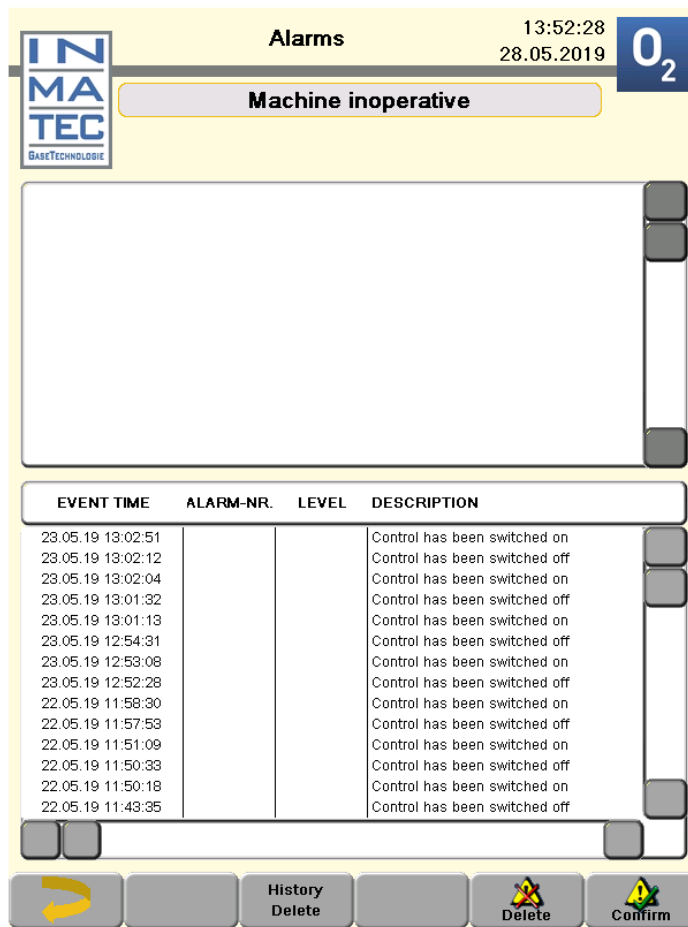 IN
MA
TEC
GASETECHNOLOGIE
Alarms
13:52:28
28.05.2019
O2
Machine inoperative
EVENT TIME ALARM-NR. LEVEL DESCRIPTION
23.05.19 13:02:51 Control has been switched on
23.05.19 13:02:12 Control has been switched off
23.05.19 13:02:04 Control has been switched on
23.05.19 13:01:32 Control has been switched off
23.05.19 13:01:13 Control has been switched on
23.05.19 12:54:31 Control has been switched off
23.05.19 12:53:08 Control has been switched on
23.05.19 12:52:28 Control has been switched off
22.05.19 11:58:30 Control has been switched on
22.05.19 11:57:53 Control has been switched off
22.05.19 11:51:09 Control has been switched on
22.05.19 11:50:33 Control has been switched off
22.05.19 11:50:18 Control has been switched on
22.05.19 11:43:35 Control has been switched off
History
Delete
Delete
Confirm